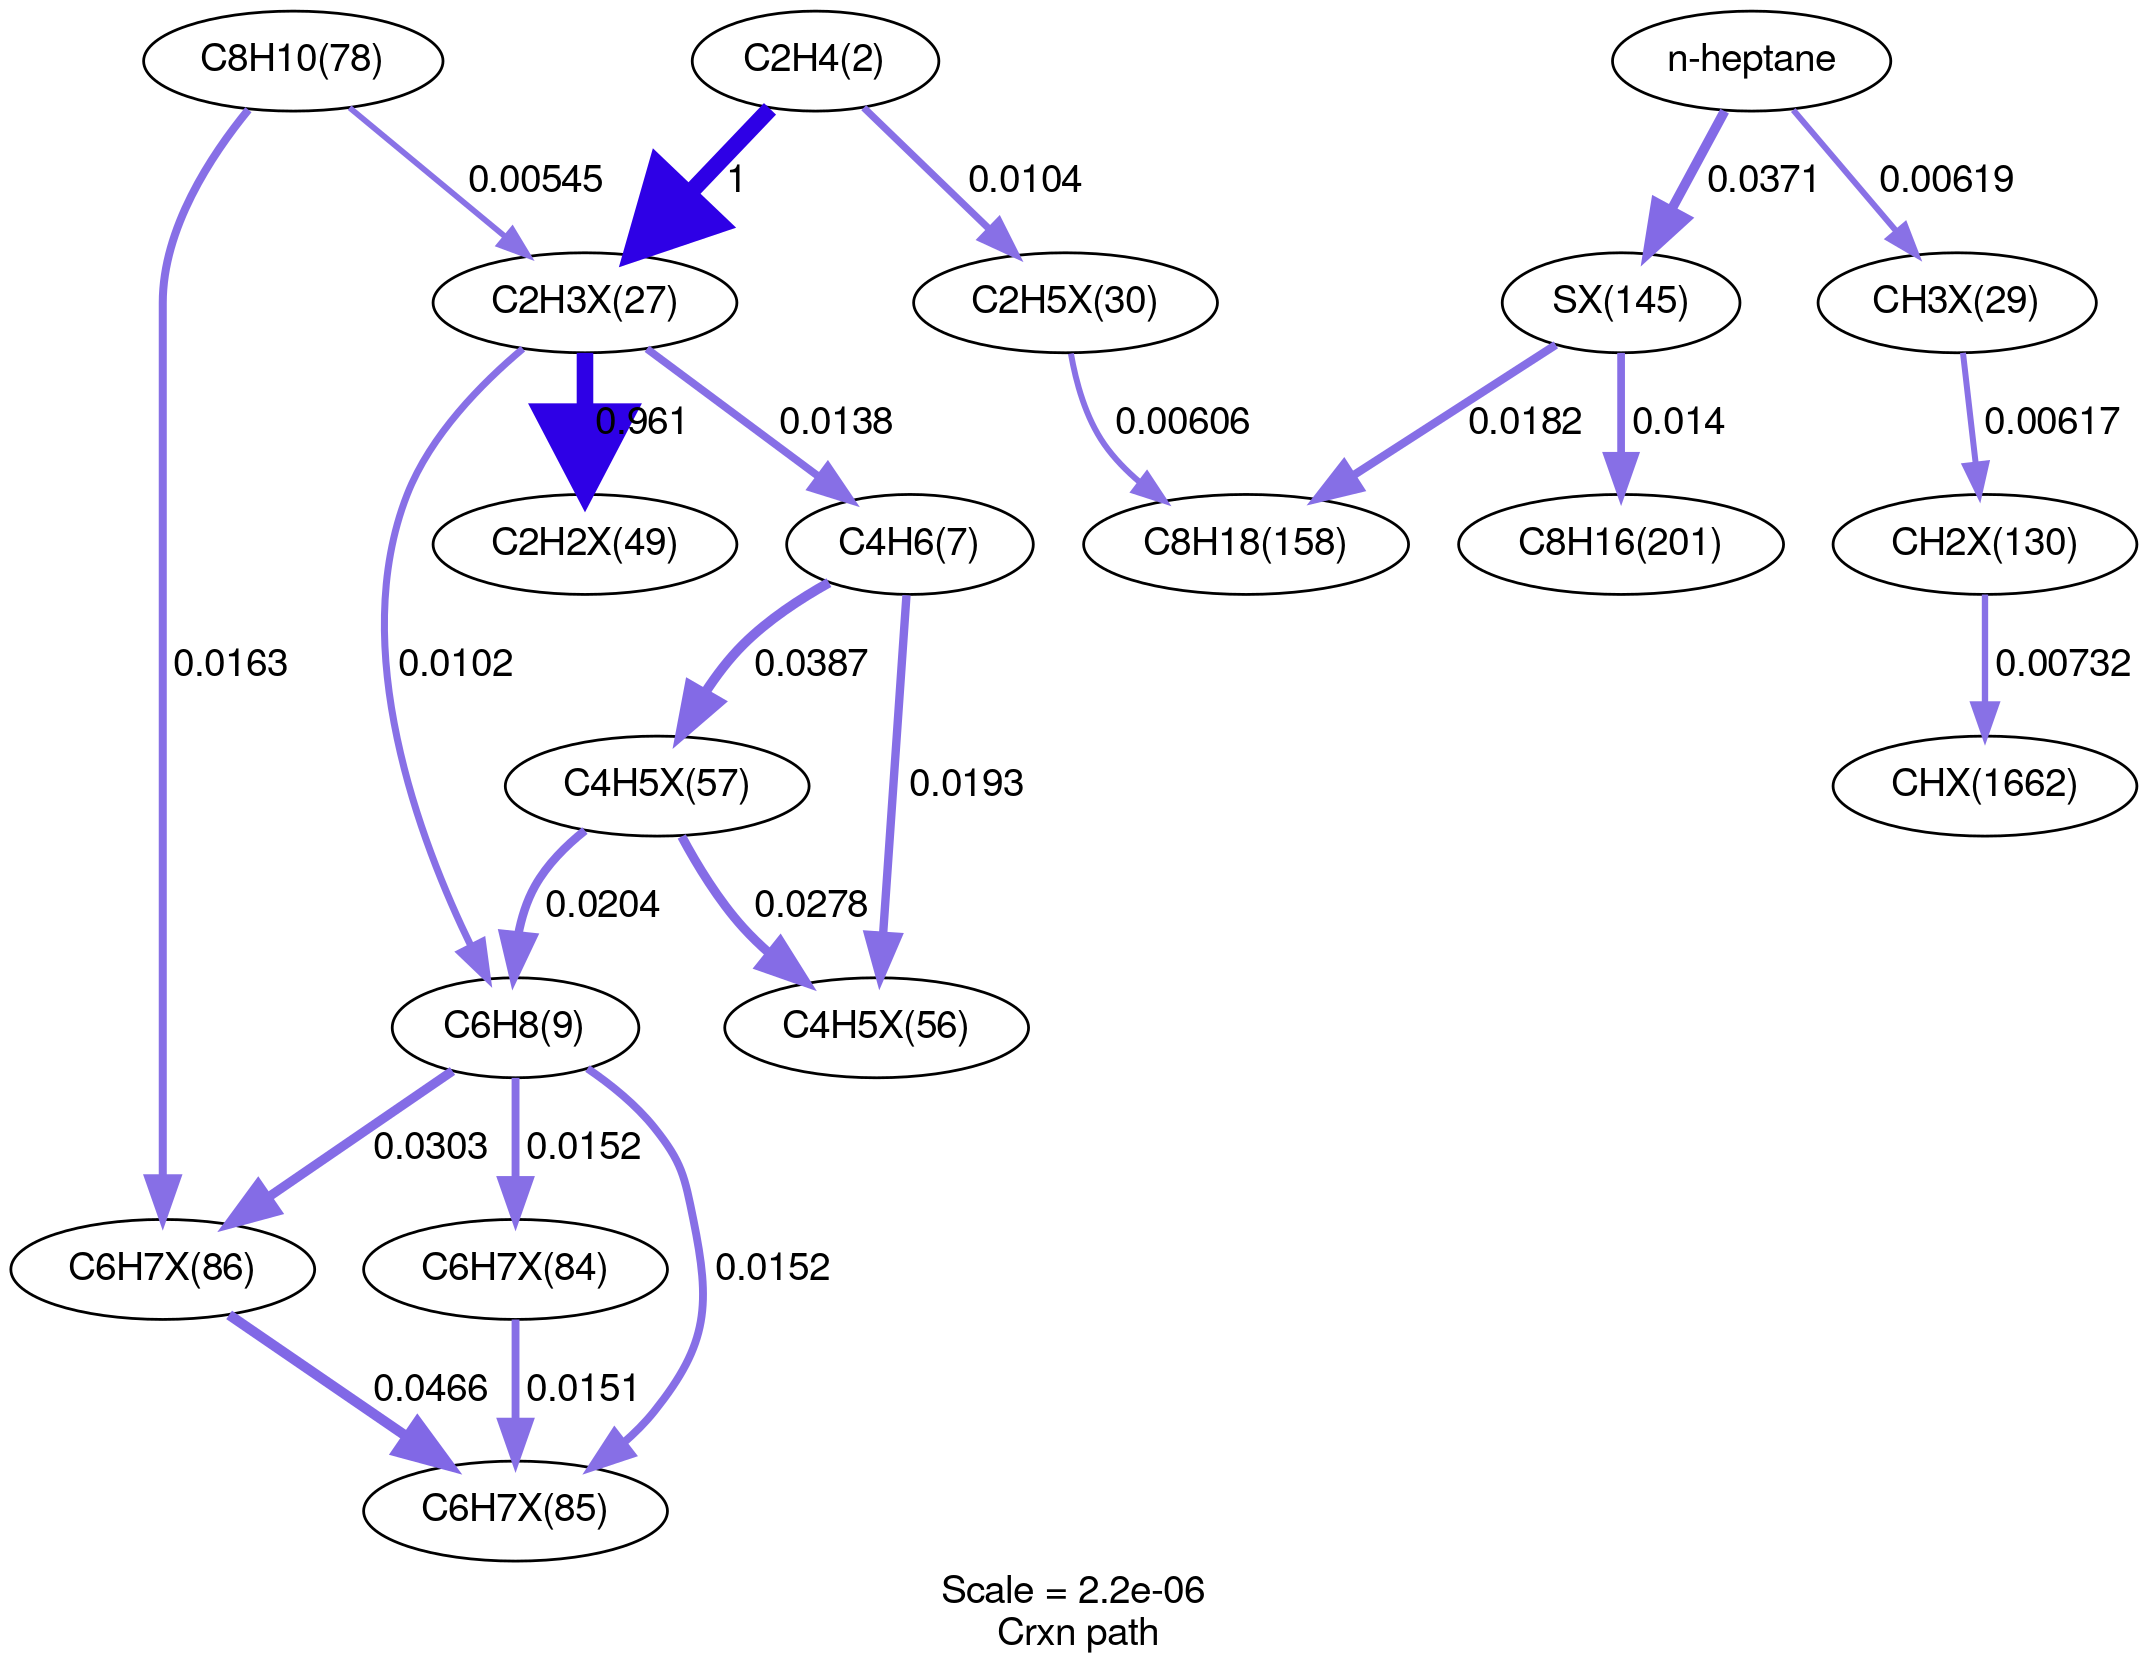 C8H10(78)
C2H4(2)
n-heptane
0.00545
1
0.0104
0.0371
0.00619
C2H3X(27)
C2H5X(30)
SX(145)
CH3X(29)
0.961
0.0138
0.00606
0.0182
0.014
0.00617
C2H2X(49)
C4H6(7)
C8H18(158)
C8H16(201)
CH2X(130)
0.0163
0.0102
0.0387
0.00732
C4H5X(57)
0.0193
CHX(1662)
0.0204
0.0278
C6H8(9)
C4H5X(56)
0.0303
0.0152
C6H7X(86)
C6H7X(84)
0.0152
0.0466
0.0151
C6H7X(85)
Scale = 2.2e-06
Crxn path